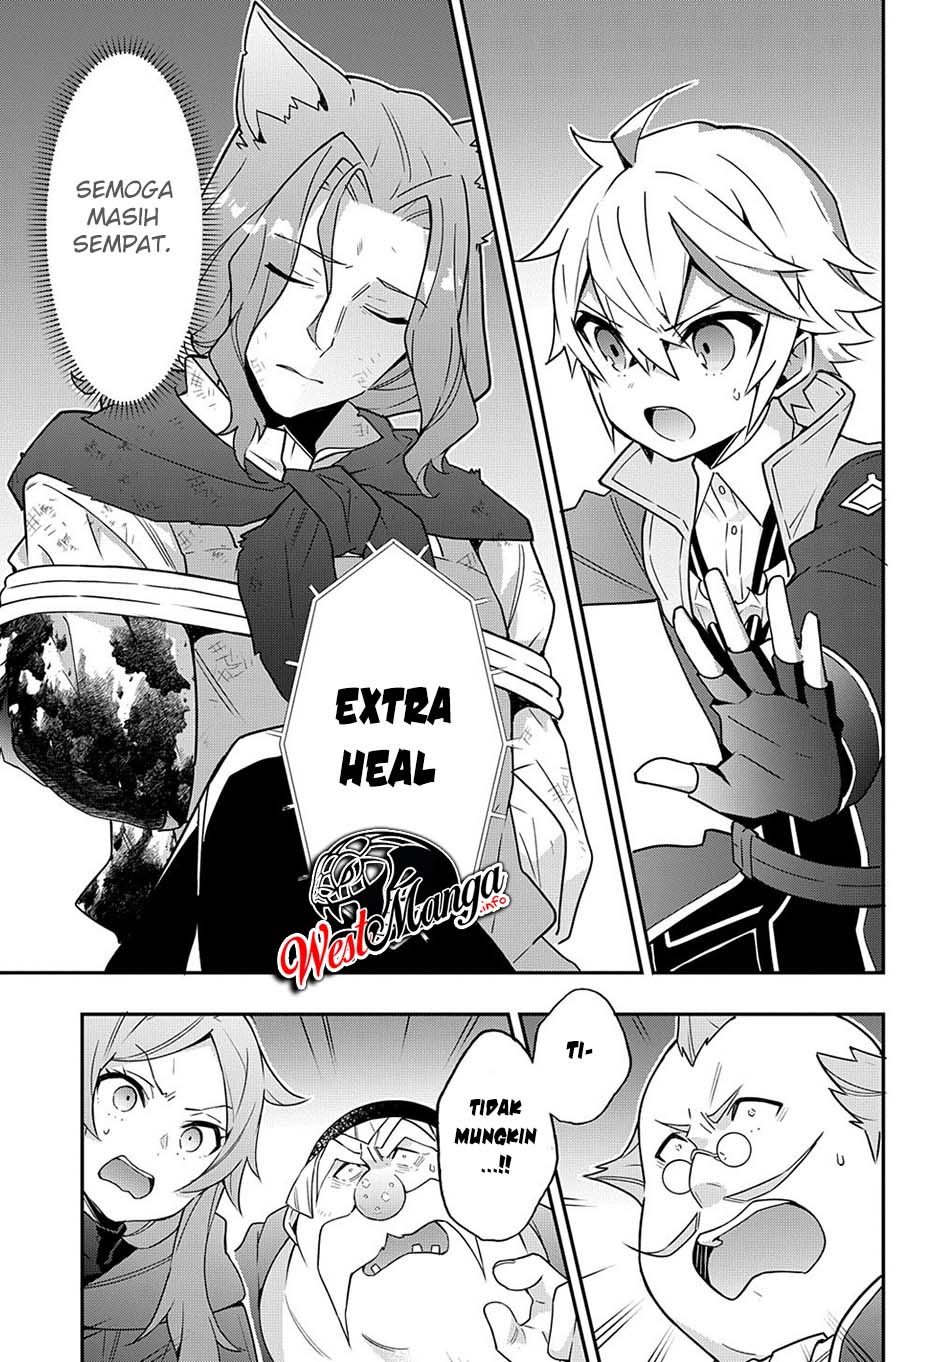 SEMOGA
MASIH
SEMPAT.
EXTRA
HEAL
WestManga
.info
TI-
TIDAK
MUNGKIN
...!!